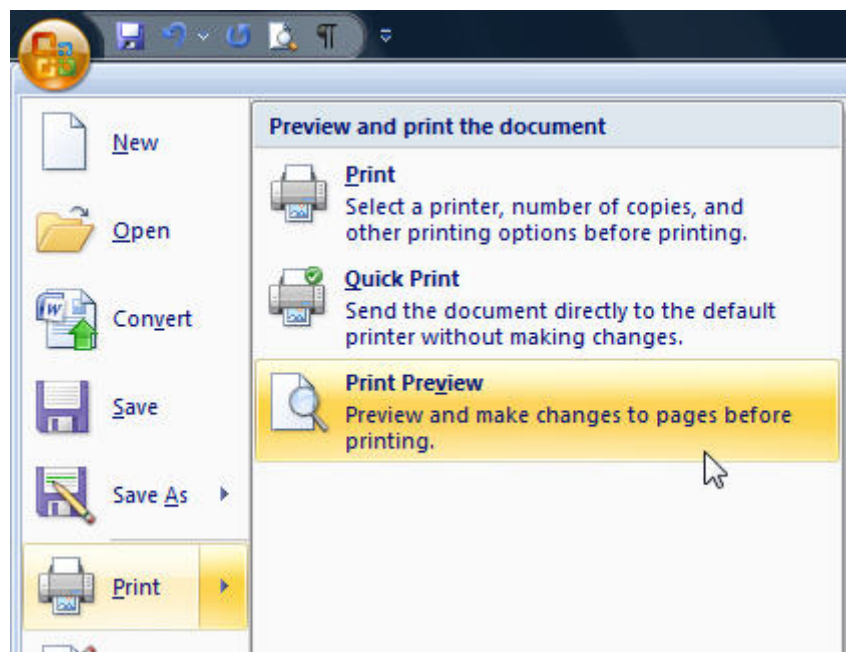 New
Open
Convert
Save
Save As
Print
Preview and print the document
Print
Select a printer, number of copies, and
other printing options before printing.
Quick Print
Send the document directly to the default
printer without making changes.
Print Preview
Preview and make changes to pages before
printing.